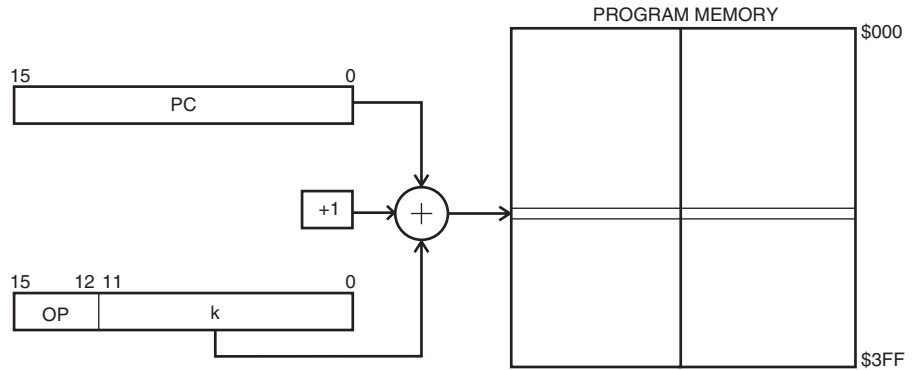 PROGRAM MEMORY
$000
15 0
PC
+1
+
15 12 11 0
OP k
$3FF